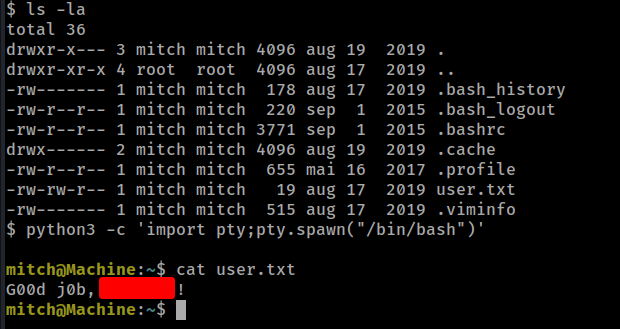 $ ls -la
total 36
drwxr-x--- 3 mitch mitch 4096 aug 19  2019 .
drwxr-xr-x 4 root  root  4096 aug 17  2019 ..
-rw------- 1 mitch mitch  178 aug 17  2019 .bash_history
-rw-r--r-- 1 mitch mitch  220 sep  1  2015 .bash_logout
-rw-r--r-- 1 mitch mitch 3771 sep  1  2015 .bashrc
drwx------ 2 mitch mitch 4096 aug 19  2019 .cache
-rw-r--r-- 1 mitch mitch  655 mai 16  2017 .profile
-rw-rw-r-- 1 mitch mitch   19 aug 17  2019 user.txt
-rw------- 1 mitch mitch  515 aug 17  2019 .viminfo
$ python3 -c 'import pty;pty.spawn("/bin/bash")'
mitch@Machine:~$ cat user.txt
G00d j0b, !
mitch@Machine:~$